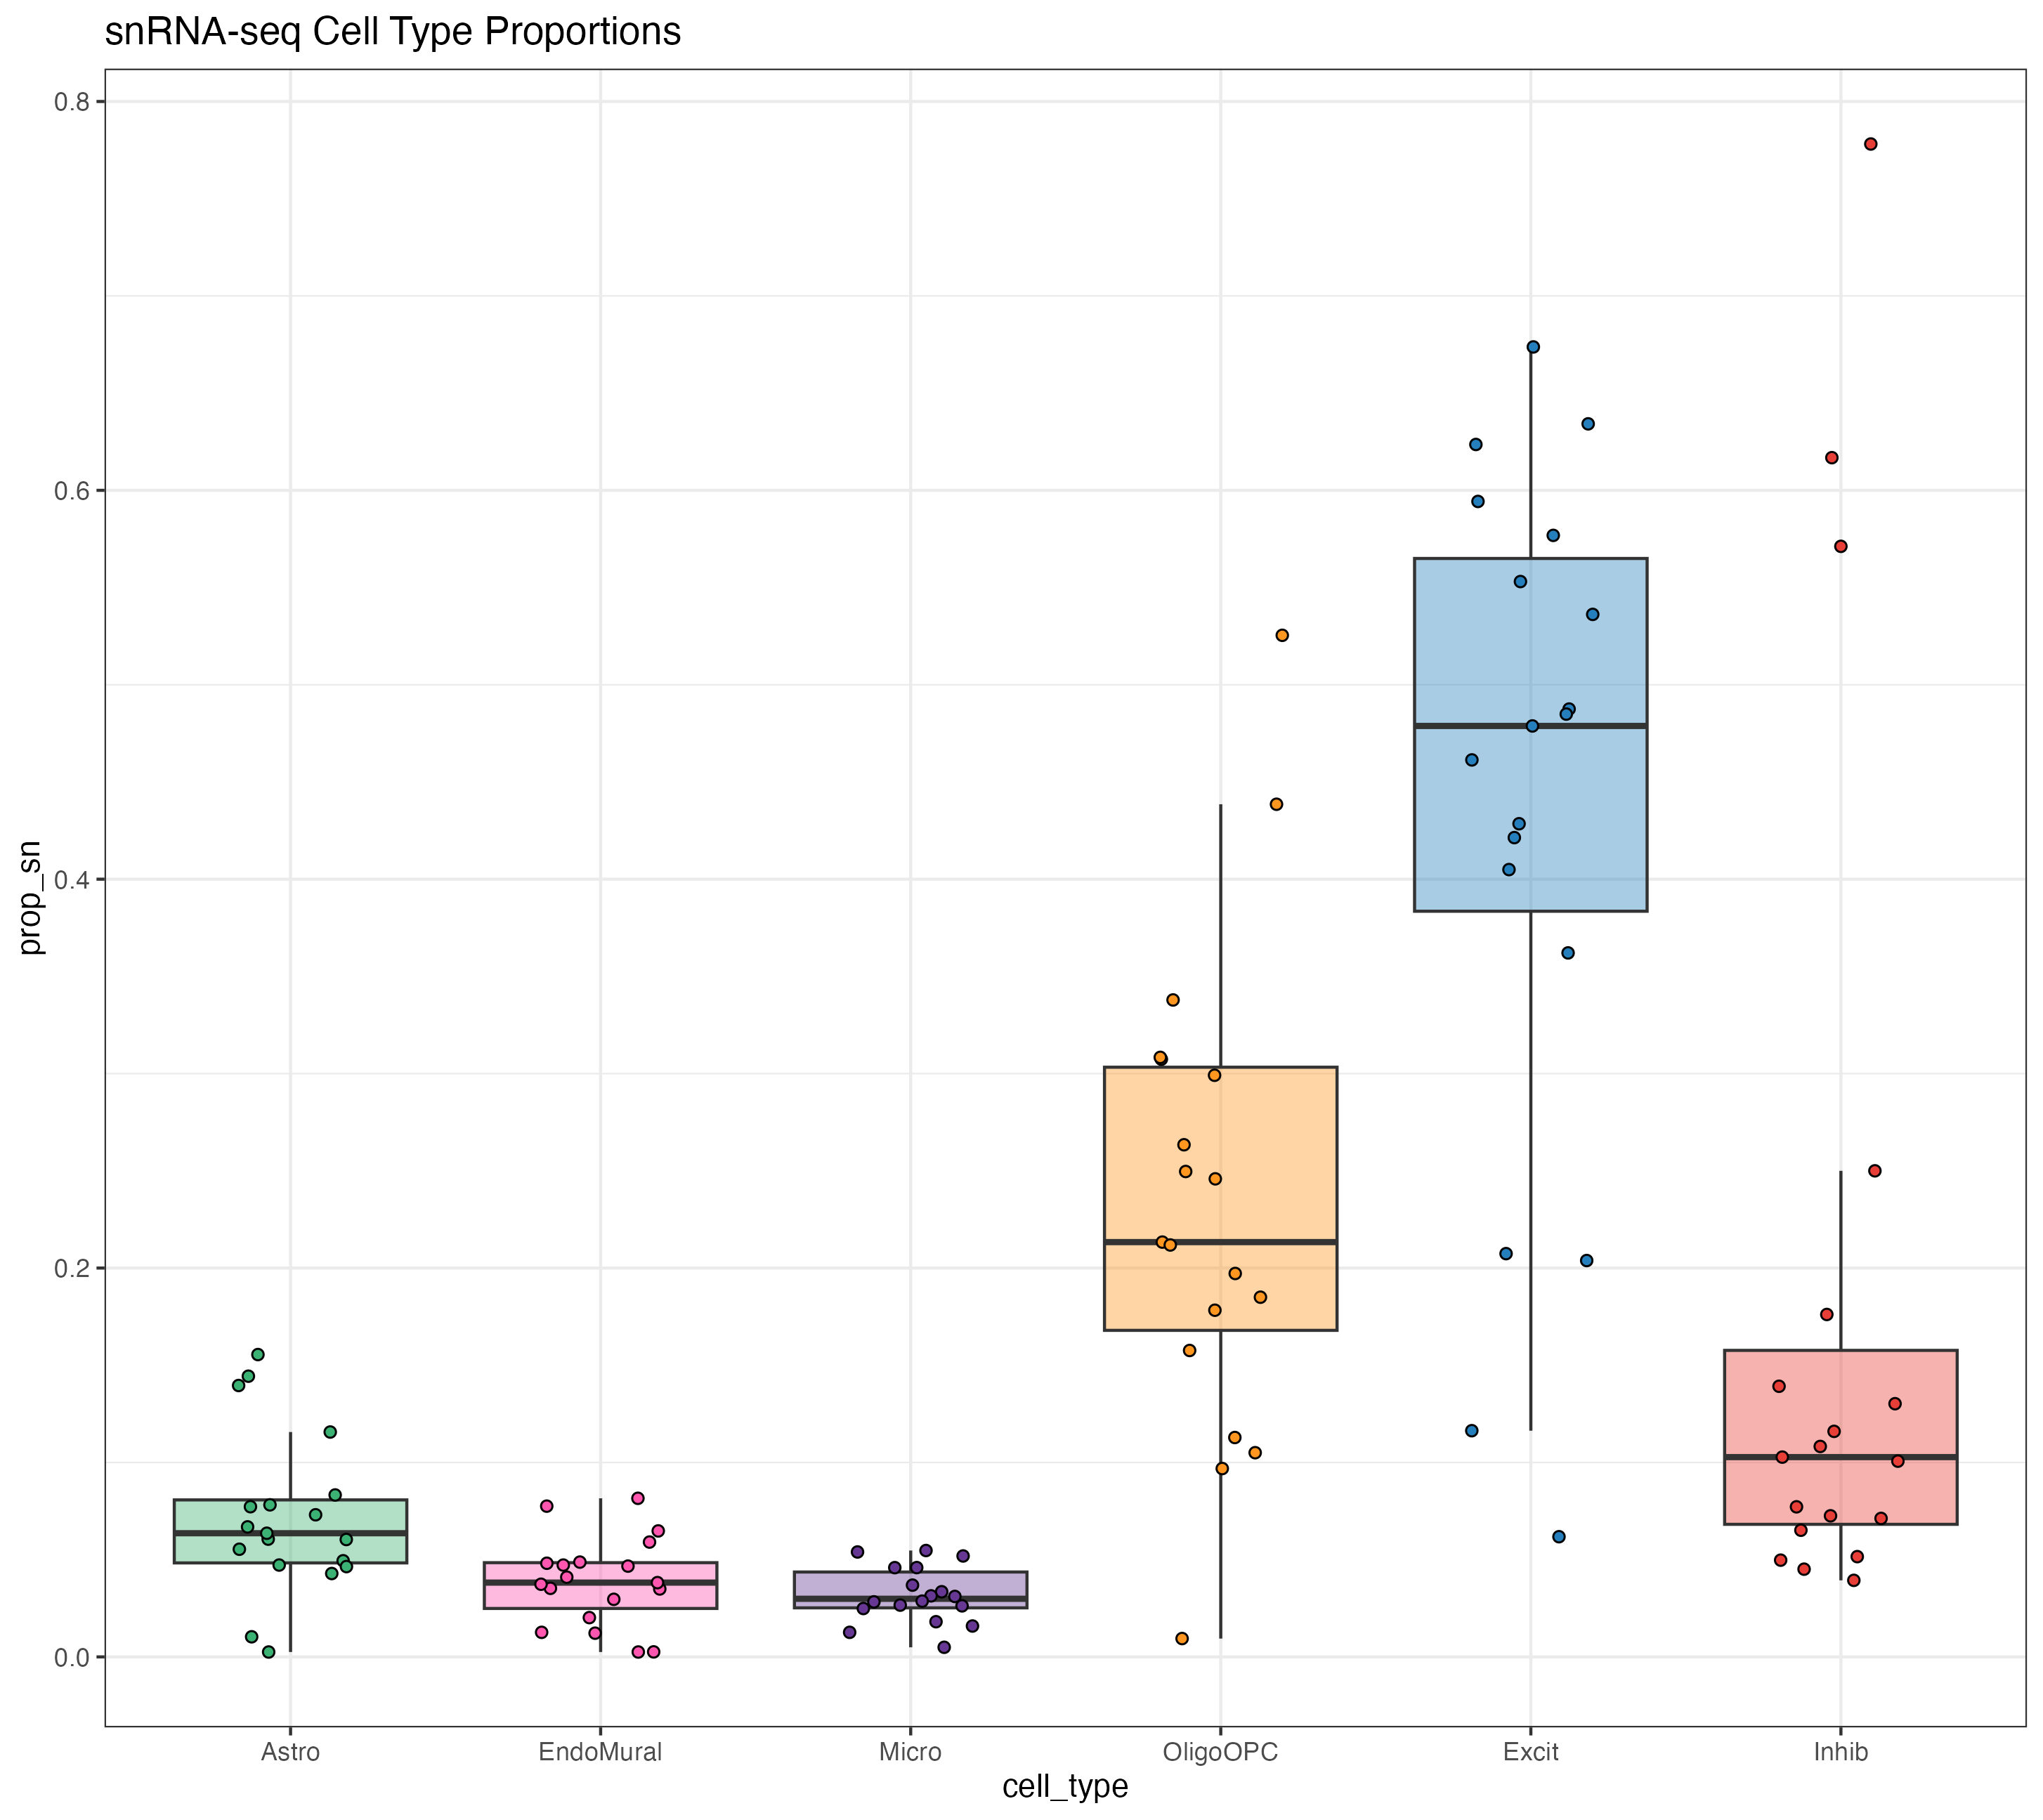 snRNA-seq Cell Type Proportions
0.8
0.6
0.4
0.2
0.0
prop_sn
Astro EndoMural Micro OligoOPC Excit Inhib
cell_type